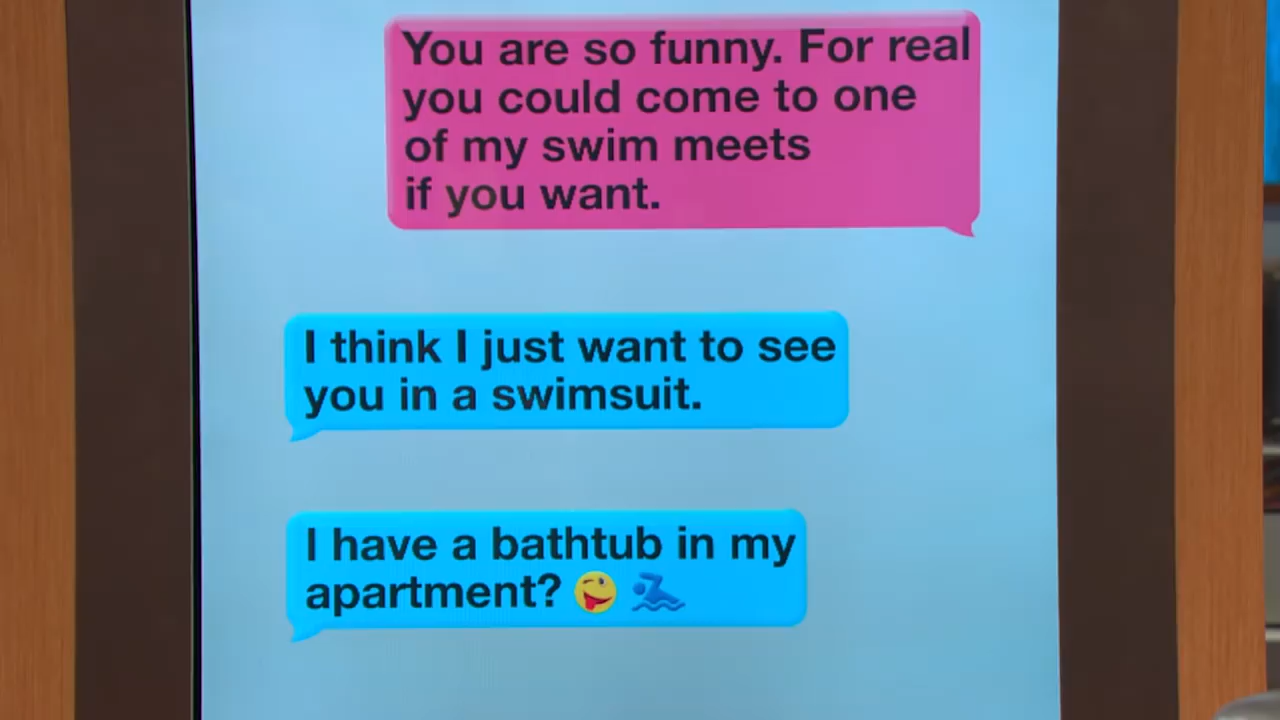 You are so funny. For real
you could come to one
of my swim meets
if you want.
I think I just want to see
you in a swimsuit.
I have a bathtub in my
apartment? 😜 🏊